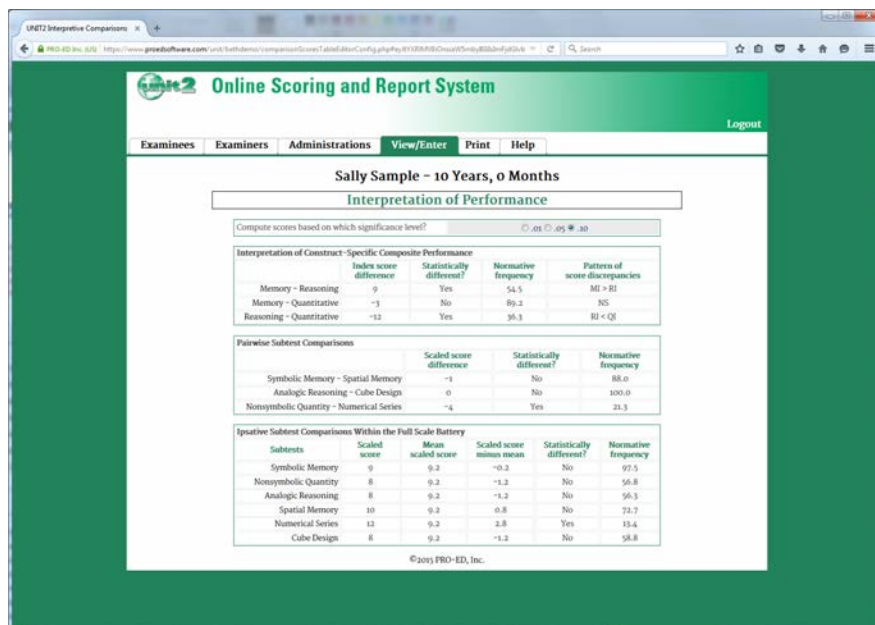 UNIT2 Interpretive Comparisons
PRO-ED Inc. (US)
Search
unit2 Online Scoring and Report System
Logout
Examinees Examiners Administrations View/Enter Print Help
Sally Sample - 10 Years, 0 Months
Interpretation of Performance
Compute scores based on which significance level? .01 .05 .10
Interpretation of Construct-Specific Composite Performance
Index score difference Statistically different? Normative frequency Pattern of score discrepancies
Memory - Reasoning 9 Yes 54.5 MI > RI
Memory - Quantitative -3 No 89.2 NS
Reasoning - Quantitative -12 Yes 36.3 RI < QI
Pairwise Subtest Comparisons
Scaled score difference Statistically different? Normative frequency
Symbolic Memory - Spatial Memory -1 No 88.0
Analogic Reasoning - Cube Design 0 No 100.0
Nonsymbolic Quantity - Numerical Series -4 Yes 21.3
Ipsative Subtest Comparisons Within the Full Scale Battery
Subtests Scaled score Mean scaled score Scaled score minus mean Statistically different? Normative frequency
Symbolic Memory 9 9.2 -0.2 No 97.5
Nonsymbolic Quantity 8 9.2 -1.2 No 56.8
Analogic Reasoning 8 9.2 -1.2 No 56.3
Spatial Memory 10 9.2 0.8 No 72.7
Numerical Series 12 9.2 2.8 Yes 13.4
Cube Design 8 9.2 -1.2 No 58.8
©2015 PRO-ED, Inc.